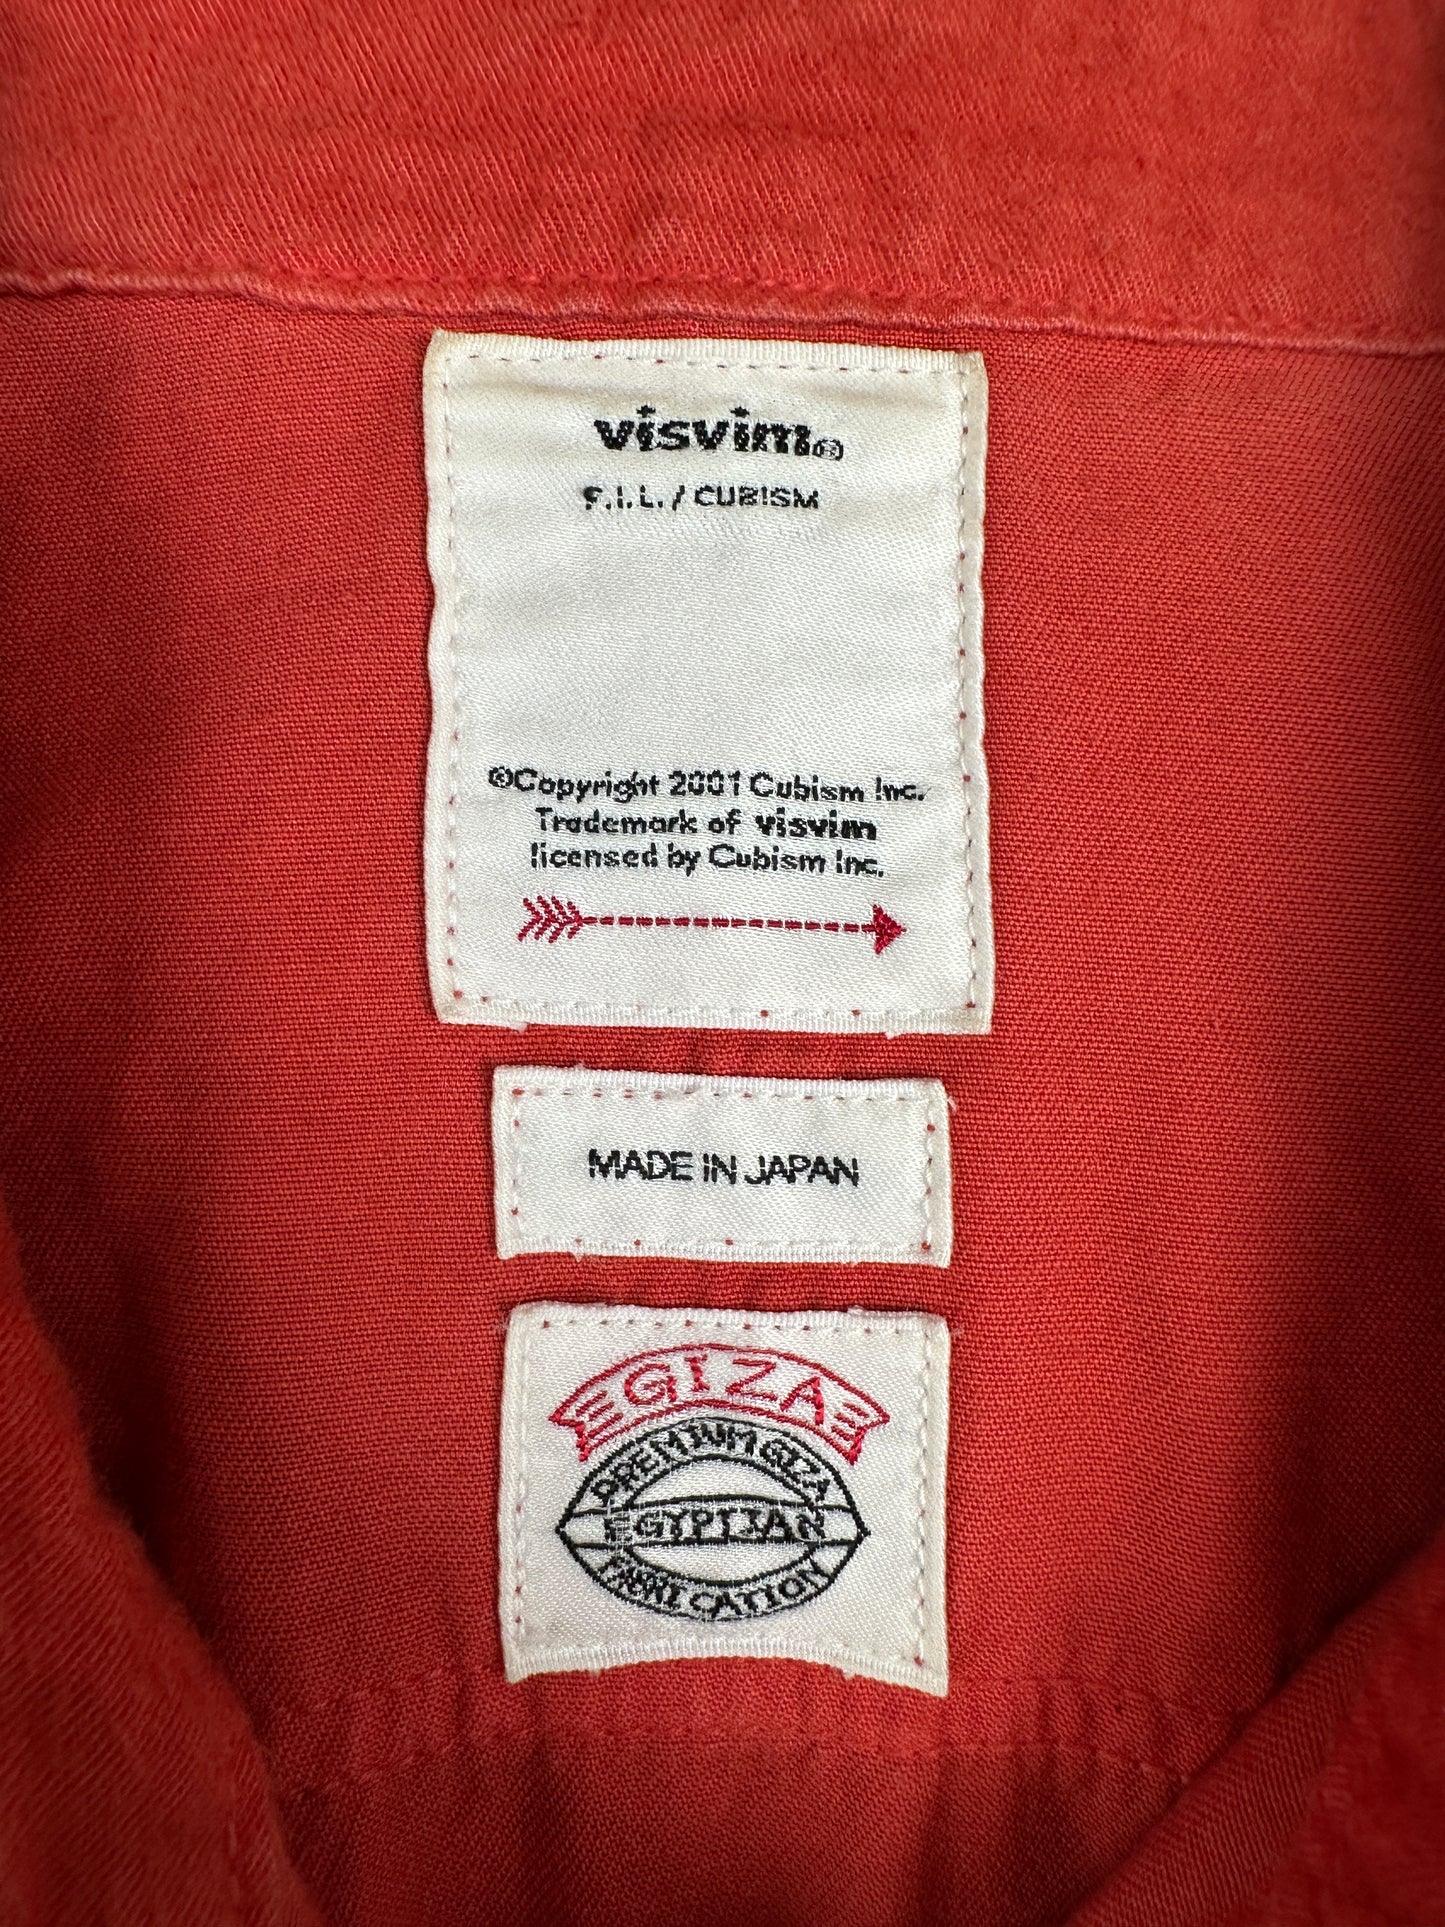 visvim®
F.I.L. / CUBISM
©Copyright 2001 Cubism Inc.
Trademark of visvim
licensed by Cubism Inc.
MADE IN JAPAN
GIZA
PREMIUM GIZA
EGYPTIAN
FABRICATION